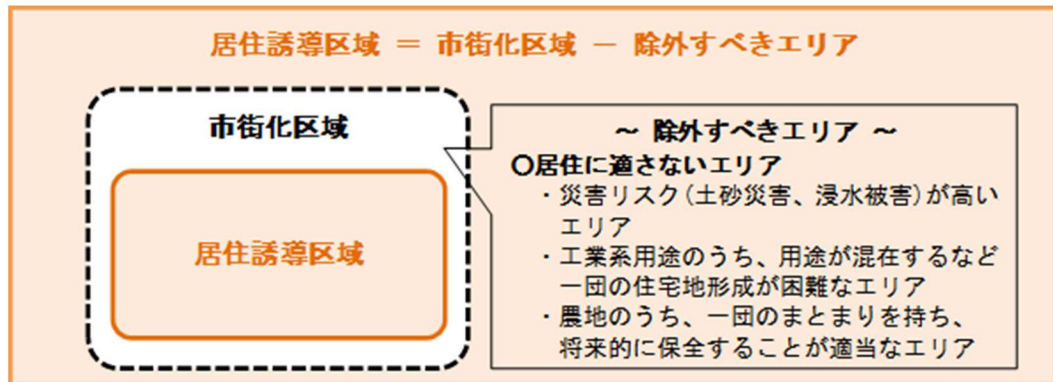 居住誘導区域 ＝ 市街化区域 － 除外すべきエリア
市街化区域
居住誘導区域
～ 除外すべきエリア ～
○居住に適さないエリア
・災害リスク(土砂災害、浸水被害)が高い
エリア
・工業系用途のうち、用途が混在するなど
一団の住宅地形成が困難なエリア
・農地のうち、一団のまとまりを持ち、
将来的に保全することが適当なエリア